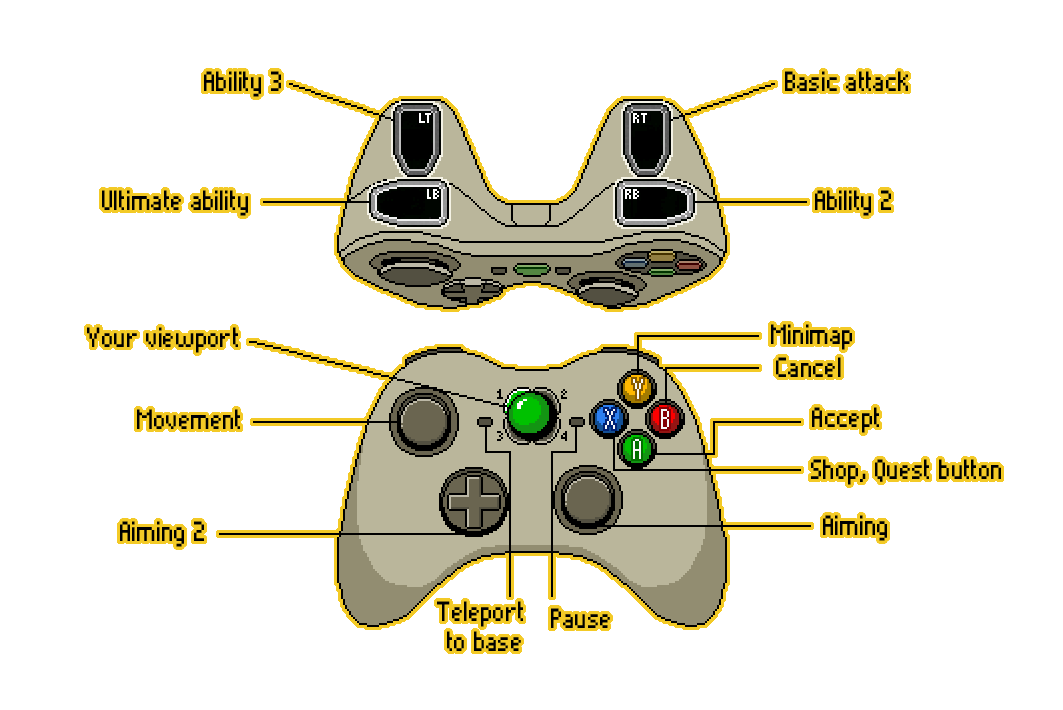 Ability 3
Basic attack
LT
RT
Ultimate ability
LB
RB
Ability 2
Your viewport
Minimap
Cancel
Y
1
2
Movement
X
B
Accept
3
4
A
Shop, Quest button
Aiming 2
Aiming
Teleport
to base
Pause